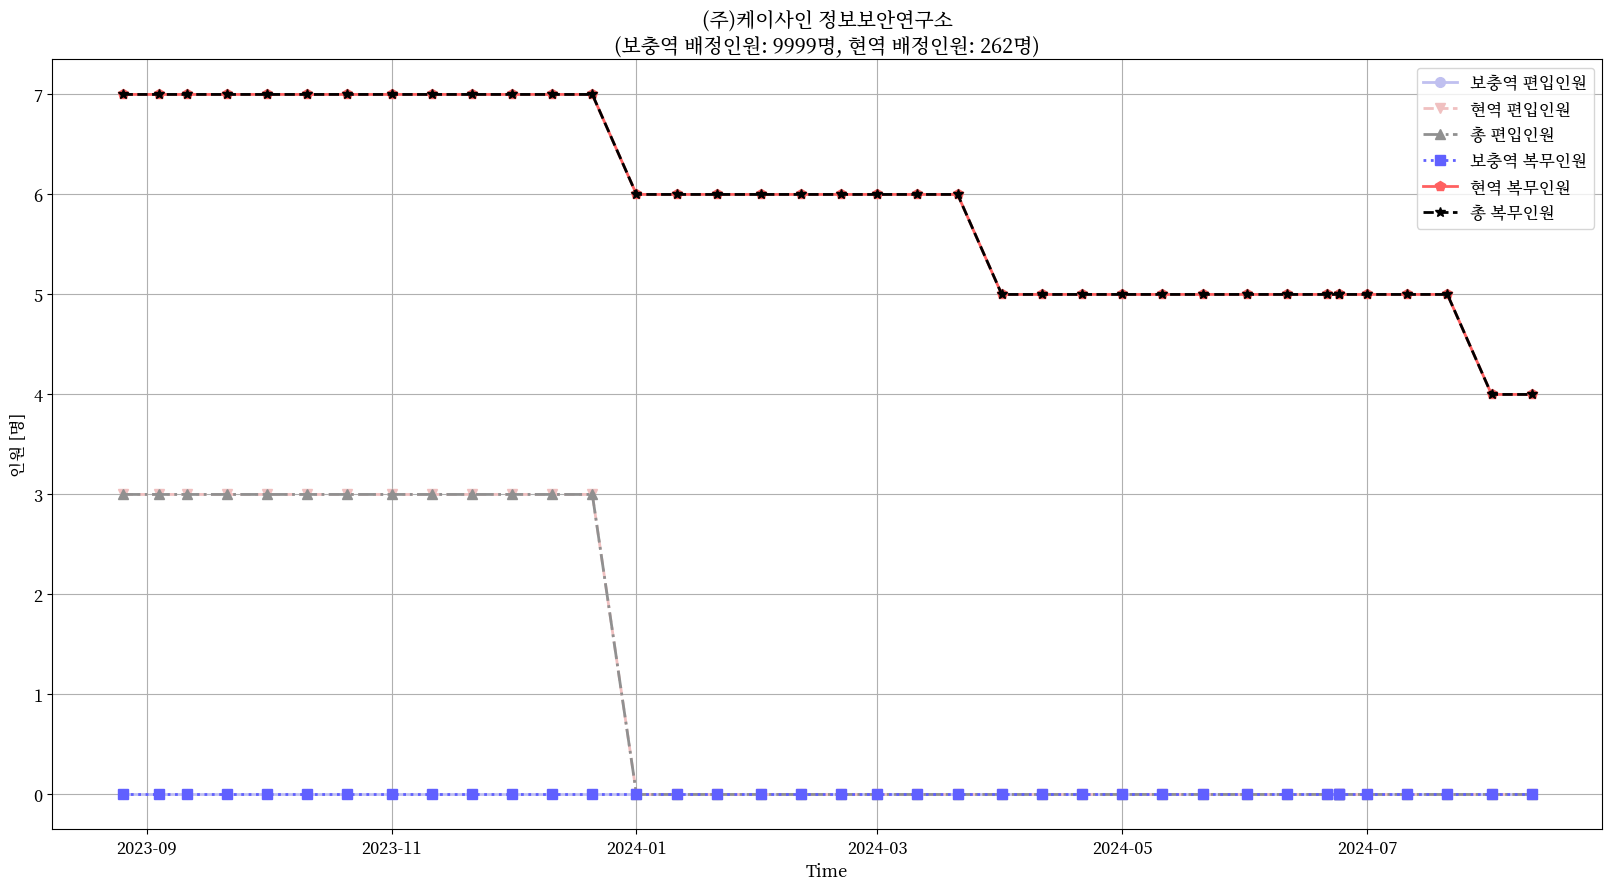 (주)케이사인 정보보안연구소
(보충역 배정인원: 9999명, 현역 배정인원: 262명)
보충역 편입인원
현역 편입인원
총 편입인원
보충역 복무인원
현역 복무인원
총 복무인원
인원 [명]
7
6
5
4
3
2
1
0
2023-09 2023-11 2024-01 2024-03 2024-05 2024-07
Time